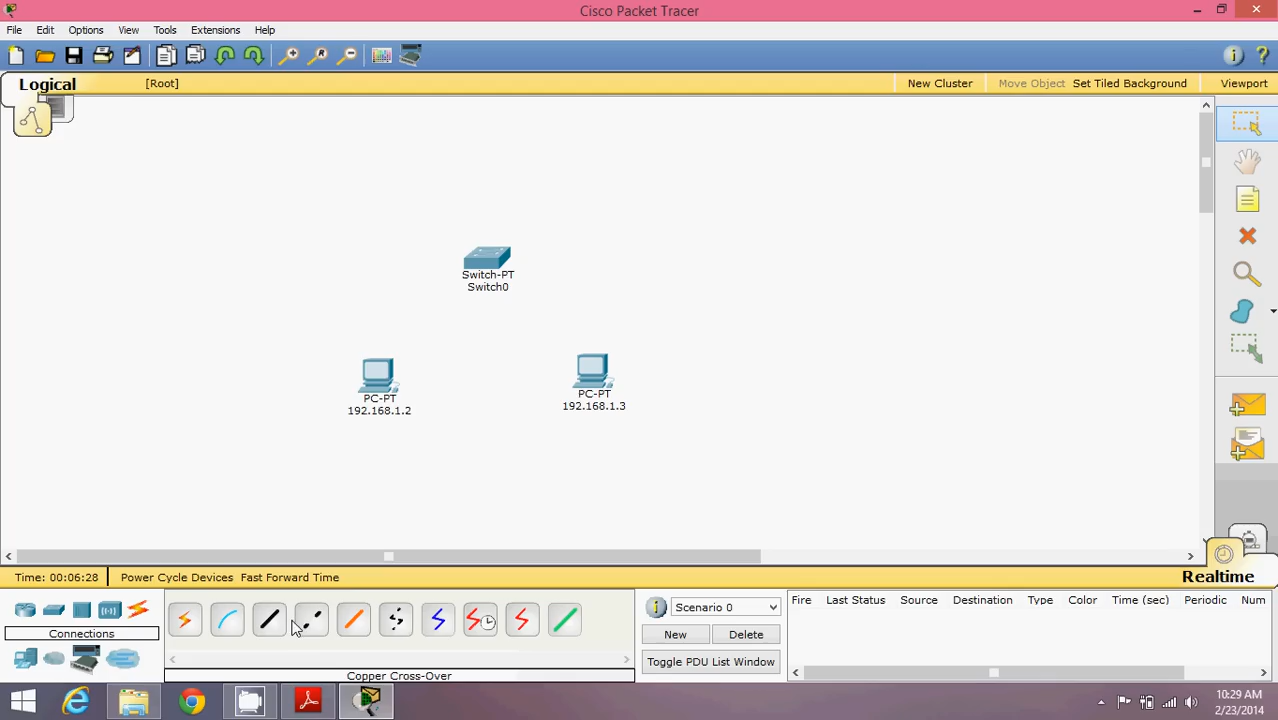 Cisco Packet Tracer
File Edit Options View Tools Extensions Help
Logical [Root] New Cluster Move Object Set Tiled Background Viewport
Switch-PT
Switch0
PC-PT
192.168.1.2
PC-PT
192.168.1.3
Time: 00:06:28 Power Cycle Devices Fast Forward Time Realtime
Connections
Copper Cross-Over
Scenario 0
New Delete
Toggle PDU List Window
Fire Last Status Source Destination Type Color Time (sec) Periodic Num
10:29 AM
2/23/2014